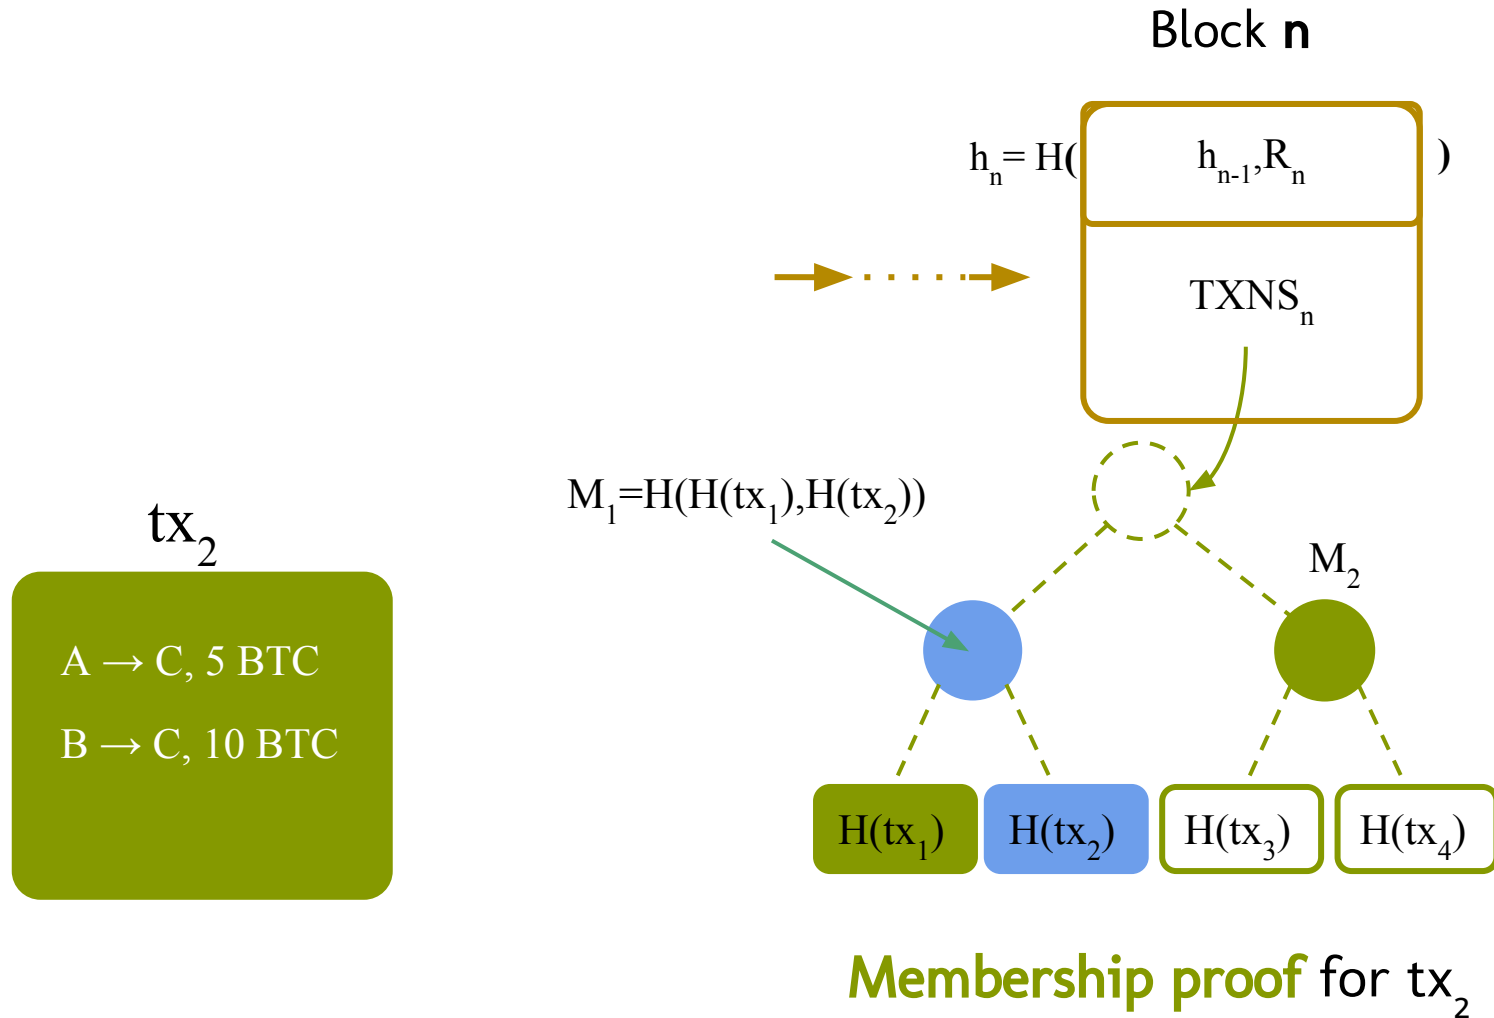 Block n
hₙ= H( hₙ₋₁,Rₙ )
TXNSₙ
M₁=H(H(tx₁),H(tx₂))
tx₂
M₂
A → C, 5 BTC
B → C, 10 BTC
H(tx₁) H(tx₂) H(tx₃) H(tx₄)
Membership proof for tx₂